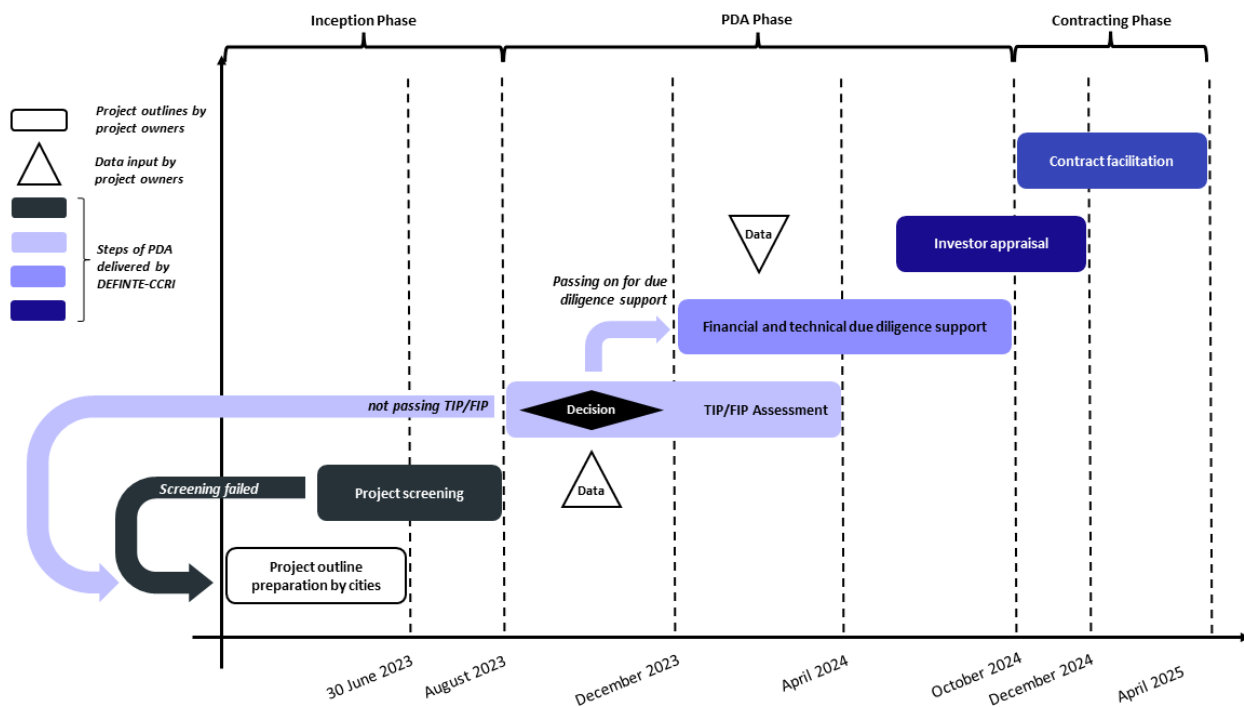 Inception Phase
PDA Phase
Contracting Phase
Project outlines by
project owners
Data input by
project owners
Steps of PDA
delivered by
DEFINTE-CCRI
Contract facilitation
Data
Investor appraisal
Passing on for due
diligence support
Financial and technical due diligence support
not passing TIP/FIP
Decision
TIP/FIP Assessment
Screening failed
Project screening
Data
Project outline
preparation by cities
30 June 2023
August 2023
December 2023
April 2024
October 2024
December 2024
April 2025